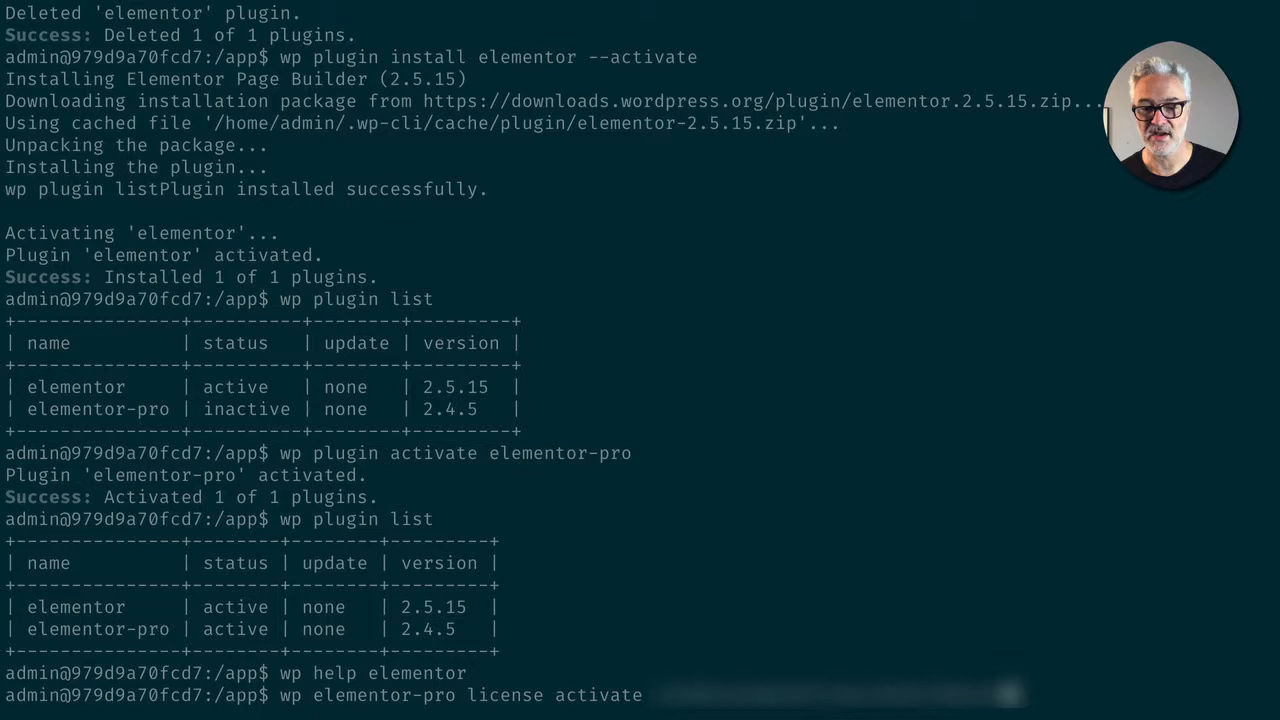 Deleted 'elementor' plugin.
Success: Deleted 1 of 1 plugins.
admin@979d9a70fcd7:/app$ wp plugin install elementor --activate
Installing Elementor Page Builder (2.5.15)
Downloading installation package from https://downloads.wordpress.org/plugin/elementor.2.5.15.zip...
Using cached file '/home/admin/.wp-cli/cache/plugin/elementor-2.5.15.zip'...
Unpacking the package...
Installing the plugin...
wp plugin listPlugin installed successfully.
Activating 'elementor'...
Plugin 'elementor' activated.
Success: Installed 1 of 1 plugins.
admin@979d9a70fcd7:/app$ wp plugin list
+---------------+----------+--------+---------+
| name          | status   | update | version |
+---------------+----------+--------+---------+
| elementor     | active   | none   | 2.5.15  |
| elementor-pro | inactive | none   | 2.4.5   |
+---------------+----------+--------+---------+
admin@979d9a70fcd7:/app$ wp plugin activate elementor-pro
Plugin 'elementor-pro' activated.
Success: Activated 1 of 1 plugins.
admin@979d9a70fcd7:/app$ wp plugin list
+---------------+--------+--------+---------+
| name          | status | update | version |
+---------------+--------+--------+---------+
| elementor     | active | none   | 2.5.15  |
| elementor-pro | active | none   | 2.4.5   |
+---------------+--------+--------+---------+
admin@979d9a70fcd7:/app$ wp help elementor
admin@979d9a70fcd7:/app$ wp elementor-pro license activate